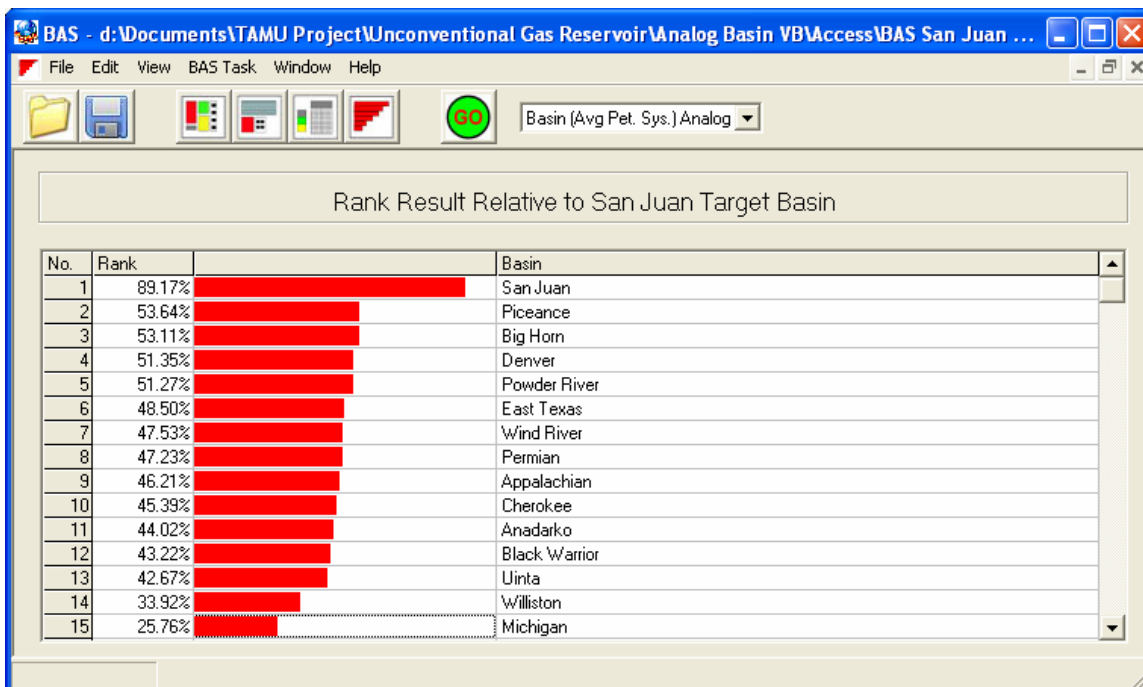 BAS - d:\Documents\TAMU Project\Unconventional Gas Reservoir\Analog Basin VB\Access\BAS San Juan ...
File Edit View BAS Task Window Help
GO Basin (Avg Pet. Sys.) Analog
Rank Result Relative to San Juan Target Basin
No. Rank Basin
1 89.17% San Juan
2 53.64% Piceance
3 53.11% Big Horn
4 51.35% Denver
5 51.27% Powder River
6 48.50% East Texas
7 47.53% Wind River
8 47.23% Permian
9 46.21% Appalachian
10 45.39% Cherokee
11 44.02% Anadarko
12 43.22% Black Warrior
13 42.67% Uinta
14 33.92% Williston
15 25.76% Michigan